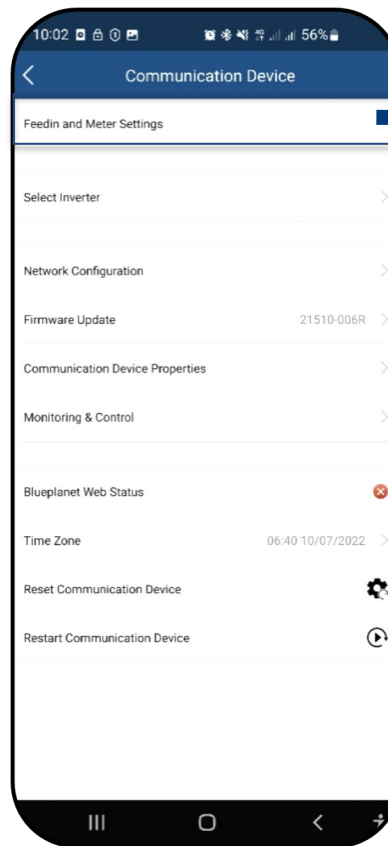 10:02 56%
Communication Device
Feedin and Meter Settings
Select Inverter
Network Configuration
Firmware Update 21510-006R
Communication Device Properties
Monitoring & Control
Blueplanet Web Status
Time Zone 06:40 10/07/2022
Reset Communication Device
Restart Communication Device